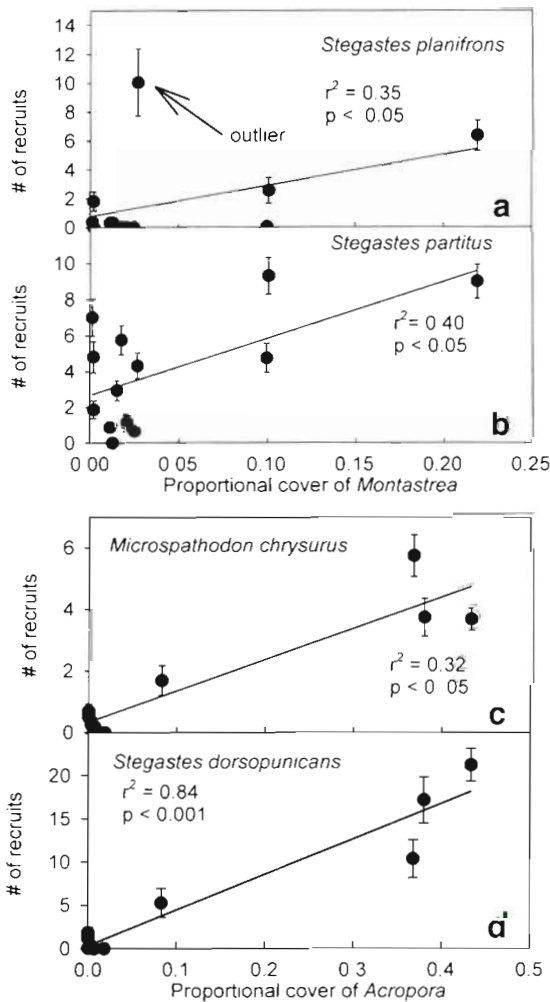 Stegastes planifrons
r2 = 0.35
p < 0.05
outlier
a
# of recruits
14
12
10
8
6
4
2
0
Stegastes partitus
r2= 0 40
p < 0.05
b
# of recruits
10
8
6
4
2
0
0 00 0 05 0.10 0.15 0.20 0.25
Proportional cover of Montastrea
Microspathodon chrysurus
r2 = 0.32
p < 0 05
c
# of recruits
6
4
2
0
Stegastes dorsopunicans
r2 = 0.84
p < 0.001
d
# of recruits
20
15
10
5
0
0.0 0.1 0.2 0.3 0.4 0.5
Proportional cover of Acropora